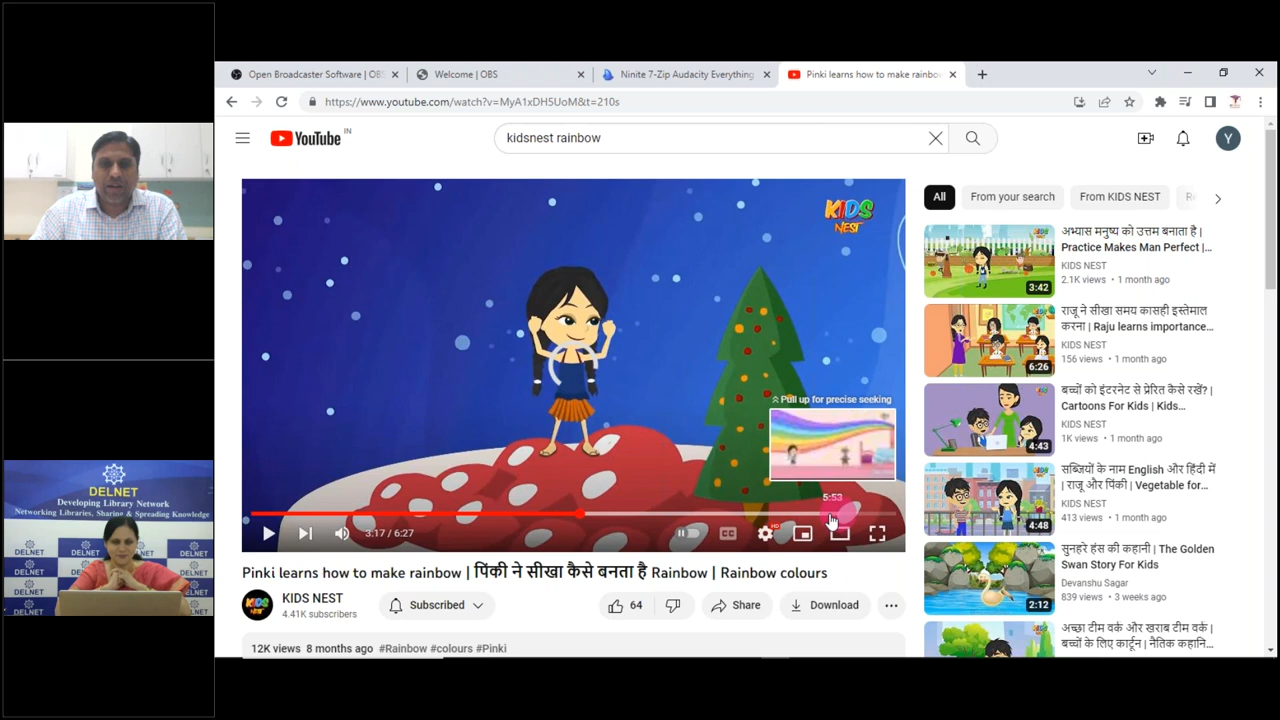 Open Broadcaster Software | OBS
Welcome | OBS
Ninite 7-Zip Audacity Everything
Pinki learns how to make rainbow
https://www.youtube.com/watch?v=MyA1xDH5UoM&t=210s
YouTube IN
kidsnest rainbow
Y
KIDS
NEST
Pull up for precise seeking
5:53
3:17 / 6:27
CC
HD
Pinki learns how to make rainbow | पिंकी ने सीखा कैसे बनता है Rainbow | Rainbow colours
KIDS NEST
4.41K subscribers
Subscribed
64
Share
Download
12K views 8 months ago #Rainbow #colours #Pinki
All
From your search
From KIDS NEST
अभ्यास मनुष्य को उत्तम बनाता है |
Practice Makes Man Perfect |...
KIDS NEST
2.1K views • 1 month ago
3:42
राजू ने सीखा समय कासही इस्तेमाल
करना | Raju learns importance...
KIDS NEST
156 views • 1 month ago
6:26
बच्चों को इंटरनेट से प्रेरित कैसे रखें? |
Cartoons For Kids | Kids...
KIDS NEST
1K views • 1 month ago
4:43
सब्जियों के नाम English और हिंदी में
| राजू और पिंकी | Vegetable for...
KIDS NEST
413 views • 1 month ago
4:48
सुनहरे हंस की कहानी | The Golden
Swan Story For Kids
Devanshu Sagar
839 views • 3 weeks ago
2:12
अच्छा टीम वर्क और खराब टीम वर्क |
बच्चों के लिए कार्टून | नैतिक कहानि...
DELNET
Developing Library Network
Networking Libraries, Sharing & Spreading Knowledge
DELNET
DELNET
DELNET
DELNET